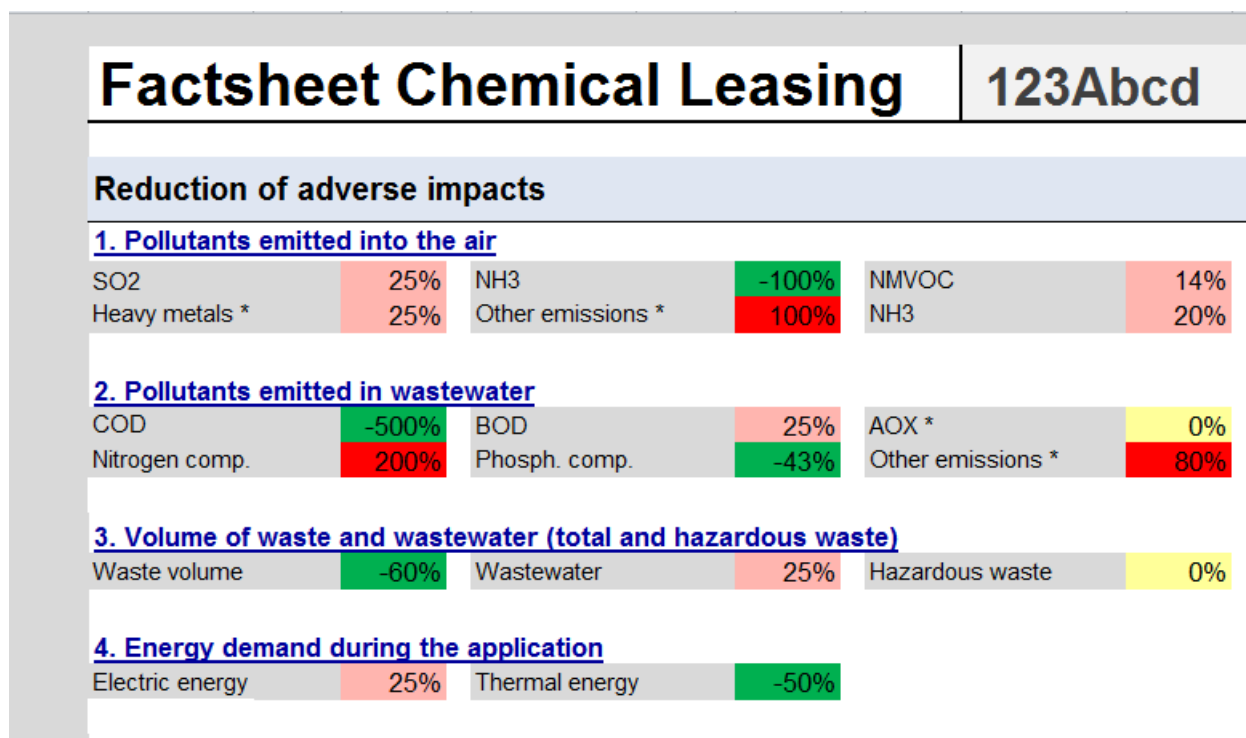 Factsheet Chemical Leasing 123Abcd
Reduction of adverse impacts
1. Pollutants emitted into the air
SO2 25% NH3 -100% NMVOC 14%
Heavy metals * 25% Other emissions * 100% NH3 20%
2. Pollutants emitted in wastewater
COD -500% BOD 25% AOX * 0%
Nitrogen comp. 200% Phosph. comp. -43% Other emissions * 80%
3. Volume of waste and wastewater (total and hazardous waste)
Waste volume -60% Wastewater 25% Hazardous waste 0%
4. Energy demand during the application
Electric energy 25% Thermal energy -50%